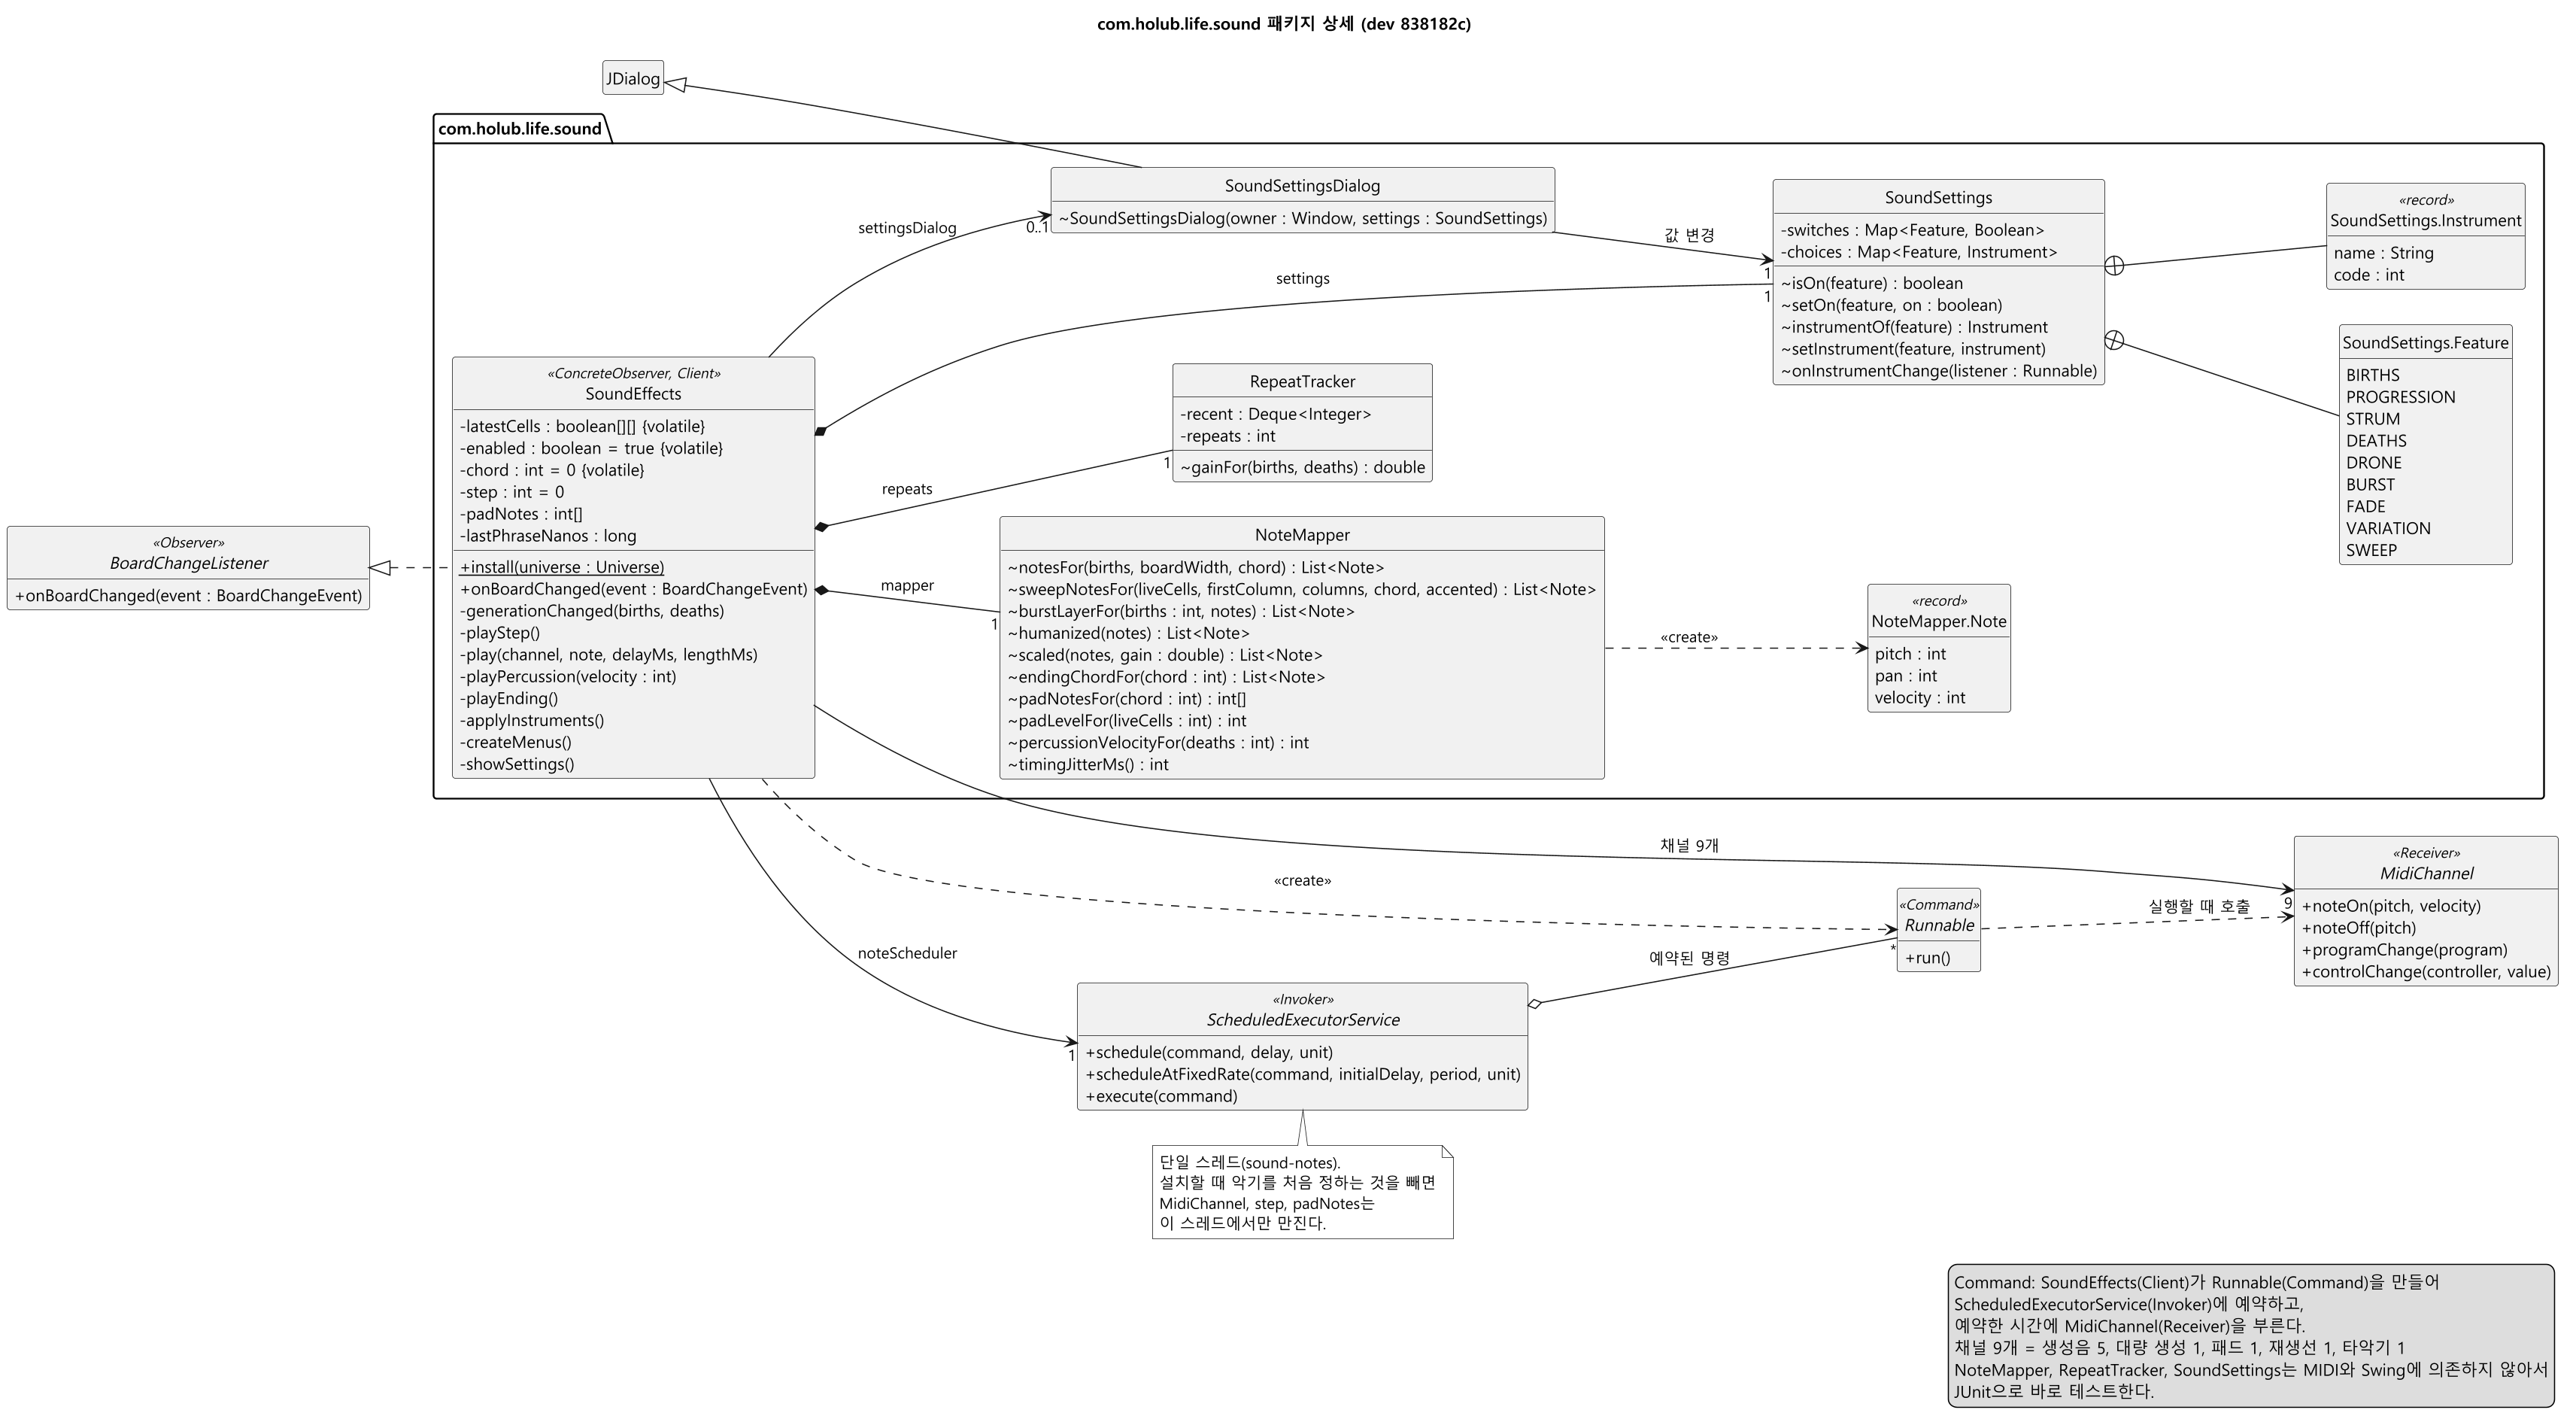 com.holub.life.sound 패키지 상세 (dev 838182c)
JDialog
com.holub.life.sound
SoundSettingsDialog
~SoundSettingsDialog(owner : Window, settings : SoundSettings)
settingsDialog
0..1
값 변경
1
SoundSettings
-switches : Map<Feature, Boolean>
-choices : Map<Feature, Instrument>
~isOn(feature) : boolean
~setOn(feature, on : boolean)
~instrumentOf(feature) : Instrument
~setInstrument(feature, instrument)
~onInstrumentChange(listener : Runnable)
«record»
SoundSettings.Instrument
name : String
code : int
SoundSettings.Feature
BIRTHS
PROGRESSION
STRUM
DEATHS
DRONE
BURST
FADE
VARIATION
SWEEP
settings
1
«ConcreteObserver, Client»
SoundEffects
-latestCells : boolean[][] {volatile}
-enabled : boolean = true {volatile}
-chord : int = 0 {volatile}
-step : int = 0
-padNotes : int[]
-lastPhraseNanos : long
+install(universe : Universe)
+onBoardChanged(event : BoardChangeEvent)
-generationChanged(births, deaths)
-playStep()
-play(channel, note, delayMs, lengthMs)
-playPercussion(velocity : int)
-playEnding()
-applyInstruments()
-createMenus()
-showSettings()
RepeatTracker
-recent : Deque<Integer>
-repeats : int
~gainFor(births, deaths) : double
repeats
1
«Observer»
BoardChangeListener
+onBoardChanged(event : BoardChangeEvent)
mapper
1
NoteMapper
~notesFor(births, boardWidth, chord) : List<Note>
~sweepNotesFor(liveCells, firstColumn, columns, chord, accented) : List<Note>
~burstLayerFor(births : int, notes) : List<Note>
~humanized(notes) : List<Note>
~scaled(notes, gain : double) : List<Note>
~endingChordFor(chord : int) : List<Note>
~padNotesFor(chord : int) : int[]
~padLevelFor(liveCells : int) : int
~percussionVelocityFor(deaths : int) : int
~timingJitterMs() : int
«create»
«record»
NoteMapper.Note
pitch : int
pan : int
velocity : int
채널 9개
9
«create»
«Command»
Runnable
+run()
실행할 때 호출
«Receiver»
MidiChannel
+noteOn(pitch, velocity)
+noteOff(pitch)
+programChange(program)
+controlChange(controller, value)
noteScheduler
1
예약된 명령
*
«Invoker»
ScheduledExecutorService
+schedule(command, delay, unit)
+scheduleAtFixedRate(command, initialDelay, period, unit)
+execute(command)
단일 스레드(sound-notes).
설치할 때 악기를 처음 정하는 것을 빼면
MidiChannel, step, padNotes는
이 스레드에서만 만진다.
Command: SoundEffects(Client)가 Runnable(Command)을 만들어
ScheduledExecutorService(Invoker)에 예약하고,
예약한 시간에 MidiChannel(Receiver)을 부른다.
채널 9개 = 생성음 5, 대량 생성 1, 패드 1, 재생선 1, 타악기 1
NoteMapper, RepeatTracker, SoundSettings는 MIDI와 Swing에 의존하지 않아서
JUnit으로 바로 테스트한다.